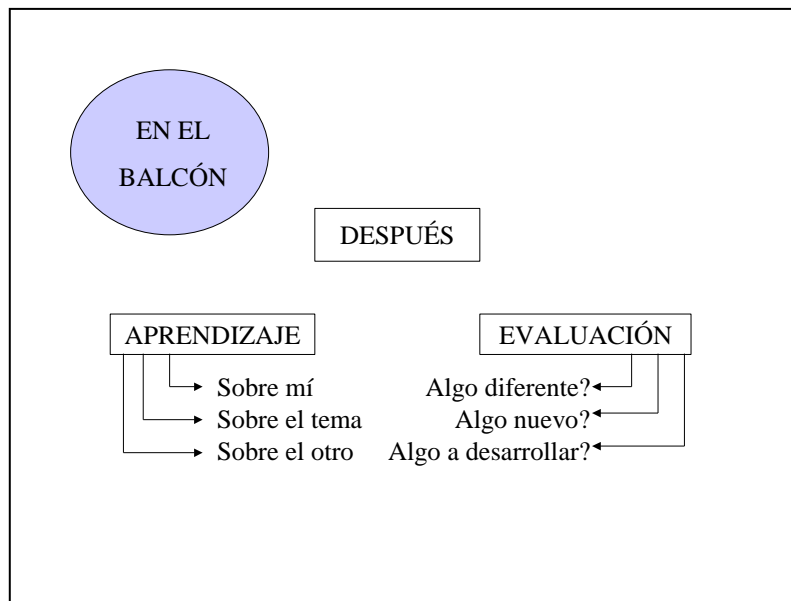 EN EL
BALCÓN
DESPUÉS
APRENDIZAJE
EVALUACIÓN
Sobre mí
Algo diferente?
Sobre el tema
Algo nuevo?
Sobre el otro
Algo a desarrollar?